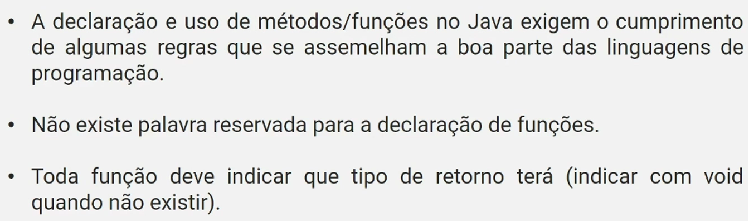 • A declaração e uso de métodos/funções no Java exigem o cumprimento
de algumas regras que se assemelham a boa parte das linguagens de
programação.
• Não existe palavra reservada para a declaração de funções.
• Toda função deve indicar que tipo de retorno terá (indicar com void
quando não existir).